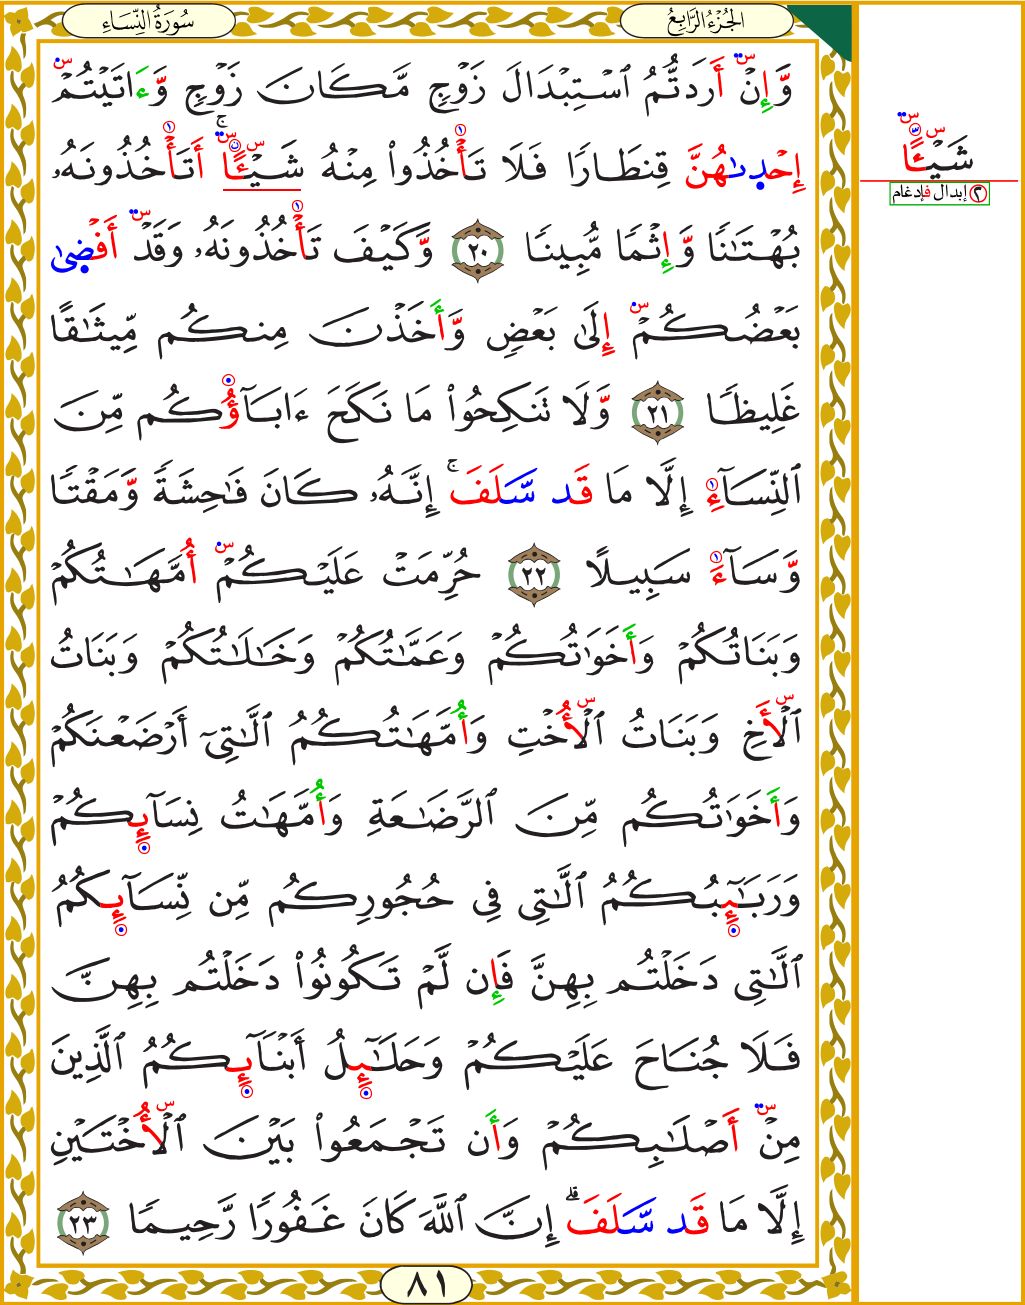 الجُزْءُ الرَّابِعُ
سُورَةُ النِّسَاءِ
وَّإِنْ أَرَدتُّمُ ٱسْتِبْدَالَ زَوْجٍ مَّكَانَ زَوْجٍ وَّءَاتَيْتُمْ
إِحْدِىٰهُنَّ قِنطَارًا فَلَا تَأْخُذُوا۟ مِنْهُ شَيْـًٔا ۚ أَتَأْخُذُونَهُۥ
بُهْتَـٰنًا وَّإِثْمًا مُّبِينًا ٢٠ وَّكَيْفَ تَأْخُذُونَهُۥ وَقَدْ أَفْضِىٰ
بَعْضُكُمْ إِلَىٰ بَعْضٍ وَّأَخَذْنَ مِنكُم مِّيثَـٰقًا
غَلِيظًا ٢١ وَّلَا تَنكِحُوا۟ مَا نَكَحَ ءَابَآؤُكُم مِّنَ
ٱلنِّسَآءِ إِلَّا مَا قَد سَّلَفَ ۚ إِنَّهُۥ كَانَ فَـٰحِشَةً وَّمَقْتًا
وَّسَآءَ سَبِيلًا ٢٢ حُرِّمَتْ عَلَيْكُمْ أُمَّهَـٰتُكُمْ
وَبَنَاتُكُمْ وَأَخَوَٰتُكُمْ وَعَمَّـٰتُكُمْ وَخَـٰلَـٰتُكُمْ وَبَنَاتُ
ٱلْأَخِ وَبَنَاتُ ٱلْأُخْتِ وَأُمَّهَـٰتُكُمُ ٱلَّـٰتِىٓ أَرْضَعْنَكُمْ
وَأَخَوَٰتُكُم مِّنَ ٱلرَّضَـٰعَةِ وَأُمَّهَـٰتُ نِسَآئِكُمْ
وَرَبَـٰٓئِبُكُمُ ٱلَّـٰتِى فِى حُجُورِكُم مِّن نِّسَآئِكُمُ
ٱلَّـٰتِى دَخَلْتُم بِهِنَّ فَإِن لَّمْ تَكُونُوا۟ دَخَلْتُم بِهِنَّ
فَلَا جُنَاحَ عَلَيْكُمْ وَحَلَـٰٓئِلُ أَبْنَآئِكُمُ ٱلَّذِينَ
مِنْ أَصْلَـٰبِكُمْ وَأَن تَجْمَعُوا۟ بَيْنَ ٱلْأُخْتَيْنِ
إِلَّا مَا قَد سَّلَفَ ۗ إِنَّ ٱللَّهَ كَانَ غَفُورًا رَّحِيمًا ٢٣
٨١
شَيْـًٔا
٢ إبدال فإدغام